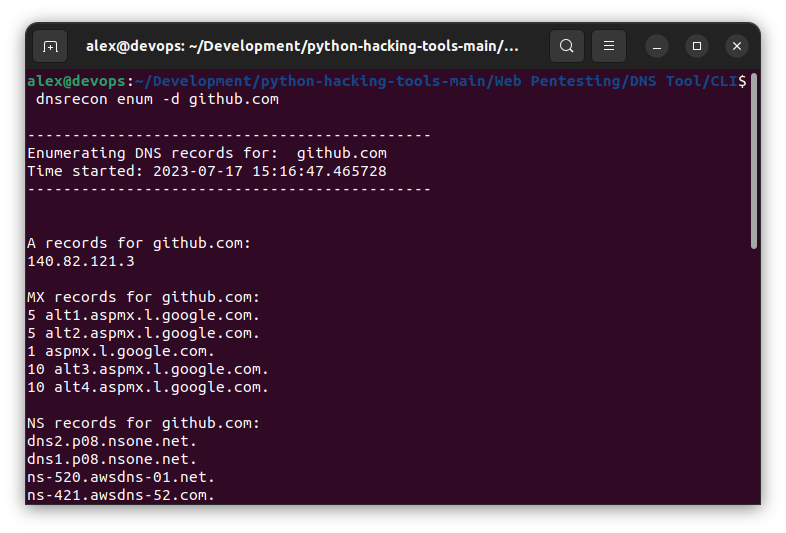 alex@devops: ~/Development/python-hacking-tools-main/...
alex@devops:~/Development/python-hacking-tools-main/Web Pentesting/DNS Tool/CLI$
dnsrecon enum -d github.com
---------------------------------------------
Enumerating DNS records for:  github.com
Time started: 2023-07-17 15:16:47.465728
---------------------------------------------
A records for github.com:
140.82.121.3
MX records for github.com:
5 alt1.aspmx.l.google.com.
5 alt2.aspmx.l.google.com.
1 aspmx.l.google.com.
10 alt3.aspmx.l.google.com.
10 alt4.aspmx.l.google.com.
NS records for github.com:
dns2.p08.nsone.net.
dns1.p08.nsone.net.
ns-520.awsdns-01.net.
ns-421.awsdns-52.com.